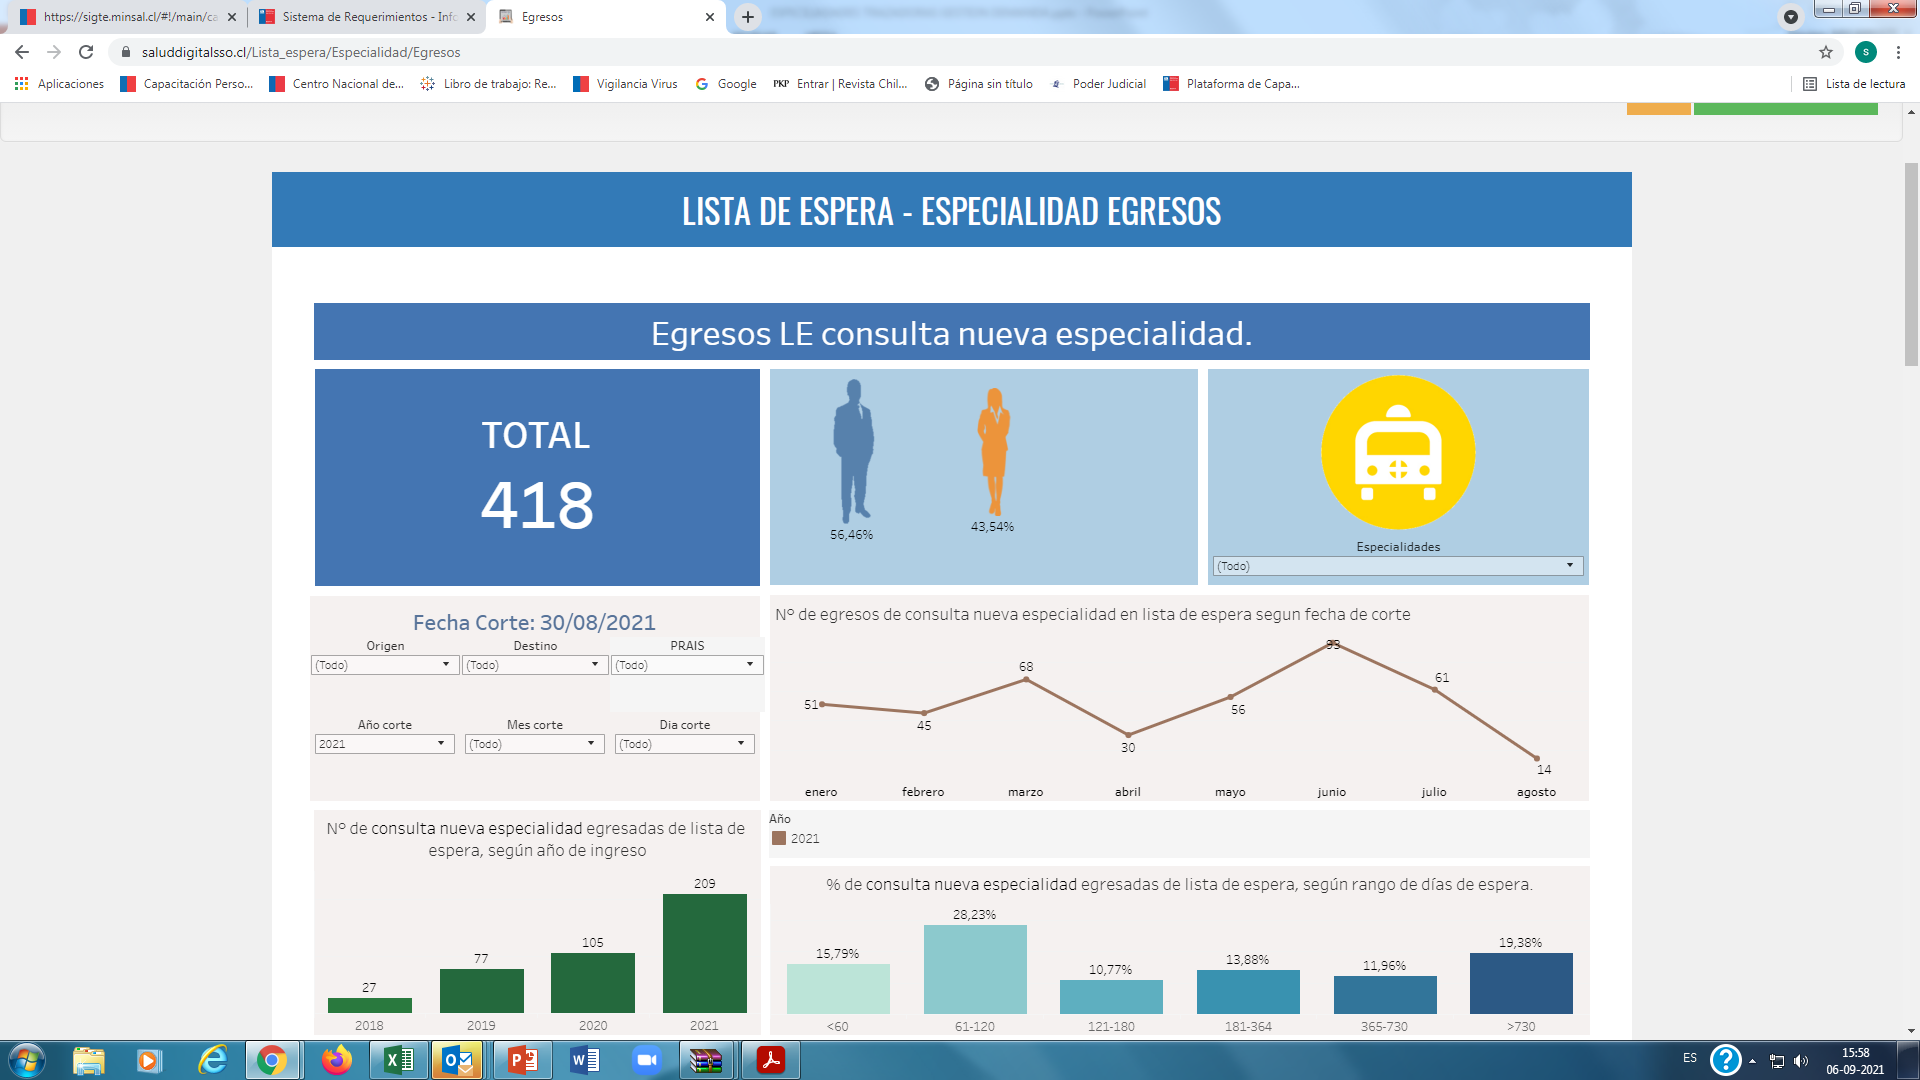 https://sigte.minsal.cl/#!/main/ca
Sistema de Requerimientos - Info
Egresos
saluddigitalsso.cl/Lista_espera/Especialidad/Egresos
S
Aplicaciones
Capacitación Perso...
Centro Nacional de...
Libro de trabajo: Re...
Vigilancia Virus
Google
PKP Entrar | Revista Chil...
Página sin título
Poder Judicial
Plataforma de Capa...
Lista de lectura
LISTA DE ESPERA - ESPECIALIDAD EGRESOS
Egresos LE consulta nueva especialidad.
TOTAL
418
56,46%
43,54%
Especialidades
(Todo)
Fecha Corte: 30/08/2021
Origen Destino PRAIS
(Todo) (Todo) (Todo)
Año corte Mes corte Dia corte
2021 (Todo) (Todo)
Nº de egresos de consulta nueva especialidad en lista de espera segun fecha de corte
51
45
68
30
56
93
61
14
enero febrero marzo abril mayo junio julio agosto
Año
2021
Nº de consulta nueva especialidad egresadas de lista de
espera, según año de ingreso
27
77
105
209
2018 2019 2020 2021
% de consulta nueva especialidad egresadas de lista de espera, según rango de días de espera.
15,79%
28,23%
10,77%
13,88%
11,96%
19,38%
<60 61-120 121-180 181-364 365-730 >730
ES
15:58
06-09-2021